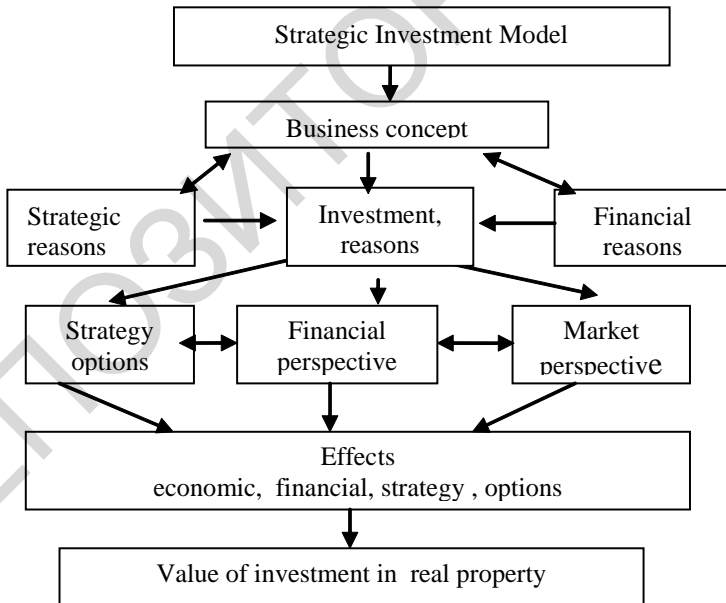 Strategic Investment Model
Business concept
Strategic
reasons
Investment,
reasons
Financial
reasons
Strategy
options
Financial
perspective
Market
perspective
Effects
economic, financial, strategy , options
Value of investment in real property
ПОЗИТО